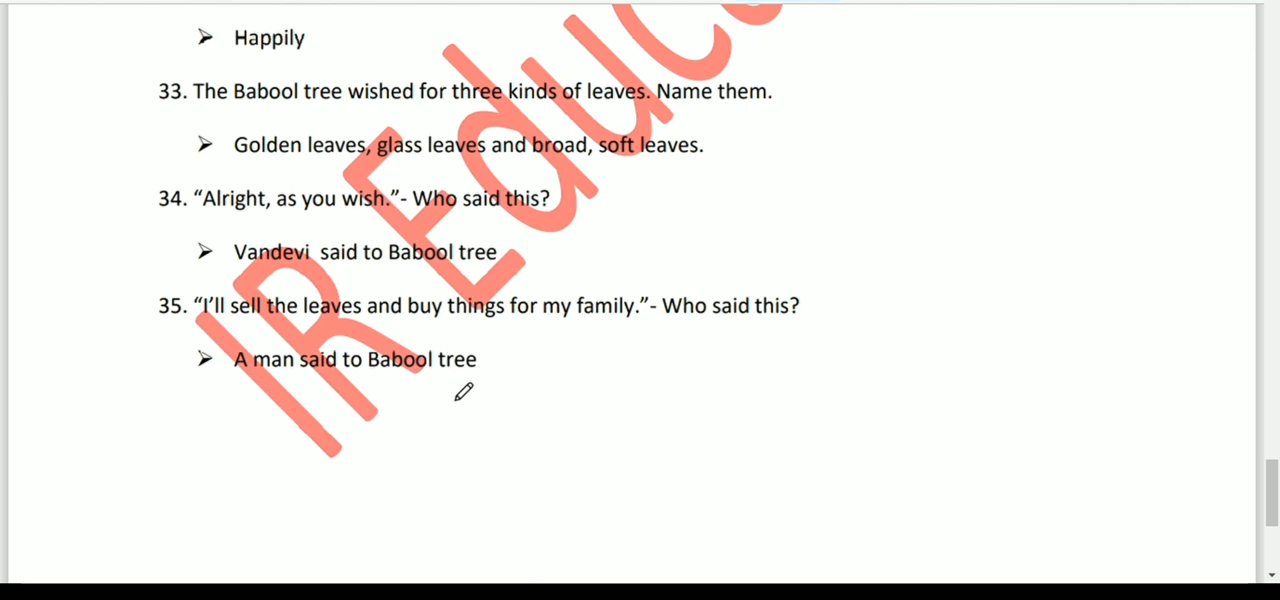 ➢ Happily
33. The Babool tree wished for three kinds of leaves. Name them.
➢ Golden leaves, glass leaves and broad, soft leaves.
34. “Alright, as you wish.”- Who said this?
➢ Vandevi said to Babool tree
35. “I’ll sell the leaves and buy things for my family.”- Who said this?
➢ A man said to Babool tree
IR Educa